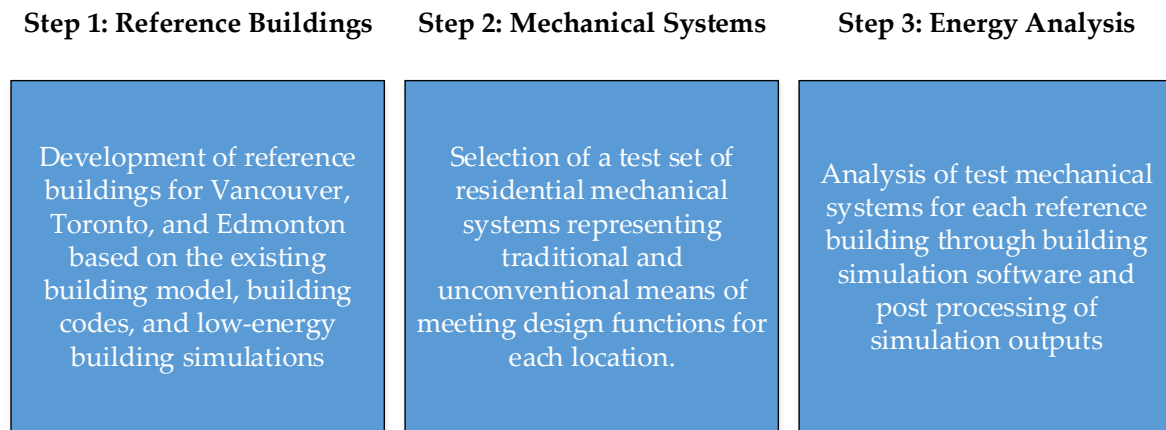 Step 1: Reference Buildings
Development of reference
buildings for Vancouver,
Toronto, and Edmonton
based on the existing
building model, building
codes, and low-energy
building simulations
Step 2: Mechanical Systems
Selection of a test set of
residential mechanical
systems representing
traditional and
unconventional means of
meeting design functions for
each location.
Step 3: Energy Analysis
Analysis of test mechanical
systems for each reference
building through building
simulation software and
post processing of
simulation outputs